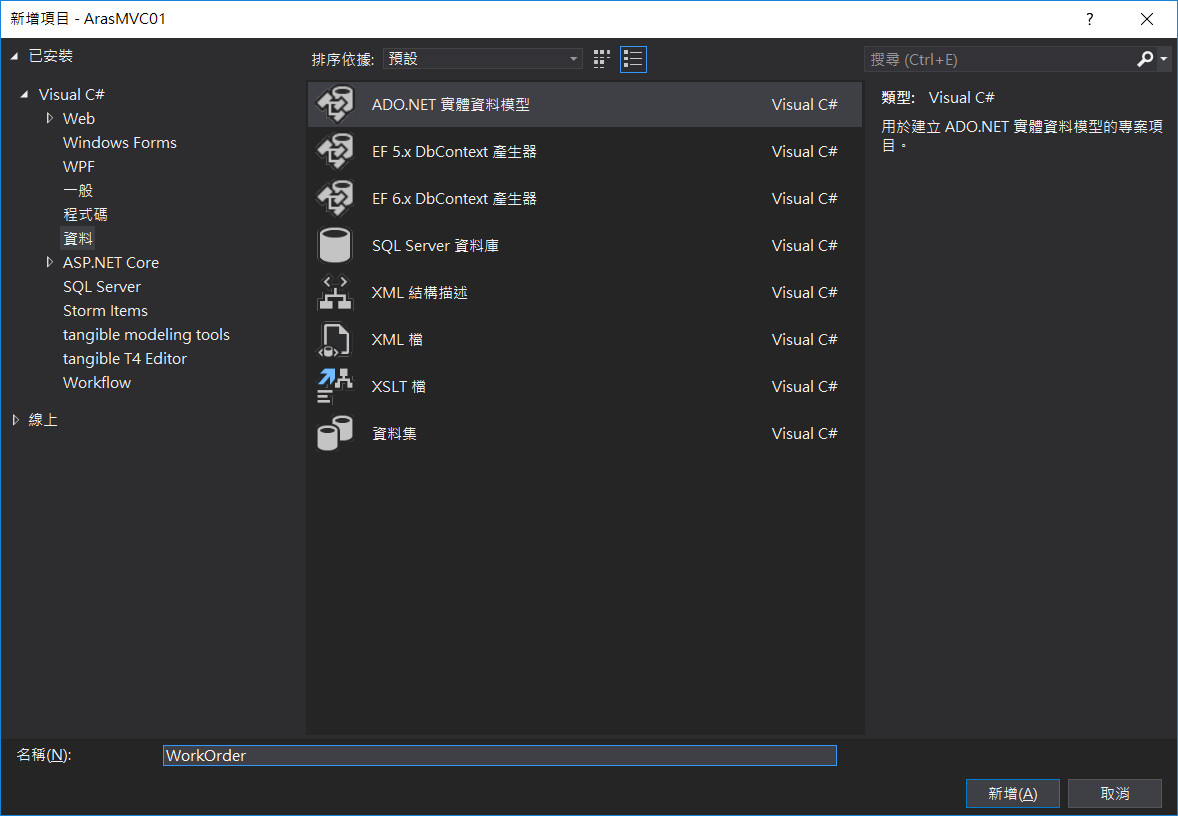 新增項目 - ArasMVC01
?
已安裝
Visual C#
Web
Windows Forms
WPF
一般
程式碼
資料
ASP.NET Core
SQL Server
Storm Items
tangible modeling tools
tangible T4 Editor
Workflow
線上
排序依據: 預設
ADO.NET 實體資料模型 Visual C#
EF 5.x DbContext 產生器 Visual C#
EF 6.x DbContext 產生器 Visual C#
SQL Server 資料庫 Visual C#
XML 結構描述 Visual C#
XML 檔 Visual C#
XSLT 檔 Visual C#
資料集 Visual C#
搜尋 (Ctrl+E)
類型: Visual C#
用於建立 ADO.NET 實體資料模型的專案項
目。
名稱(N): WorkOrder
新增(A) 取消